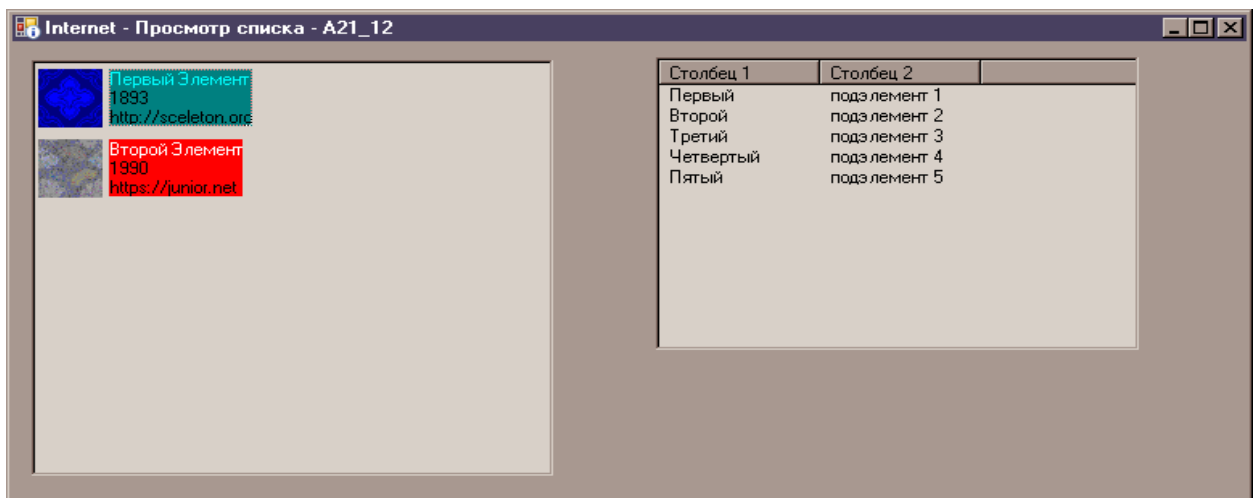 Internet - Просмотр списка - A21_12
Первый Элемент
1893
http://sceleton.org
Второй Элемент
1990
https://junior.net
Столбец 1 Столбец 2
Первый подэлемент 1
Второй подэлемент 2
Третий подэлемент 3
Четвертый подэлемент 4
Пятый подэлемент 5